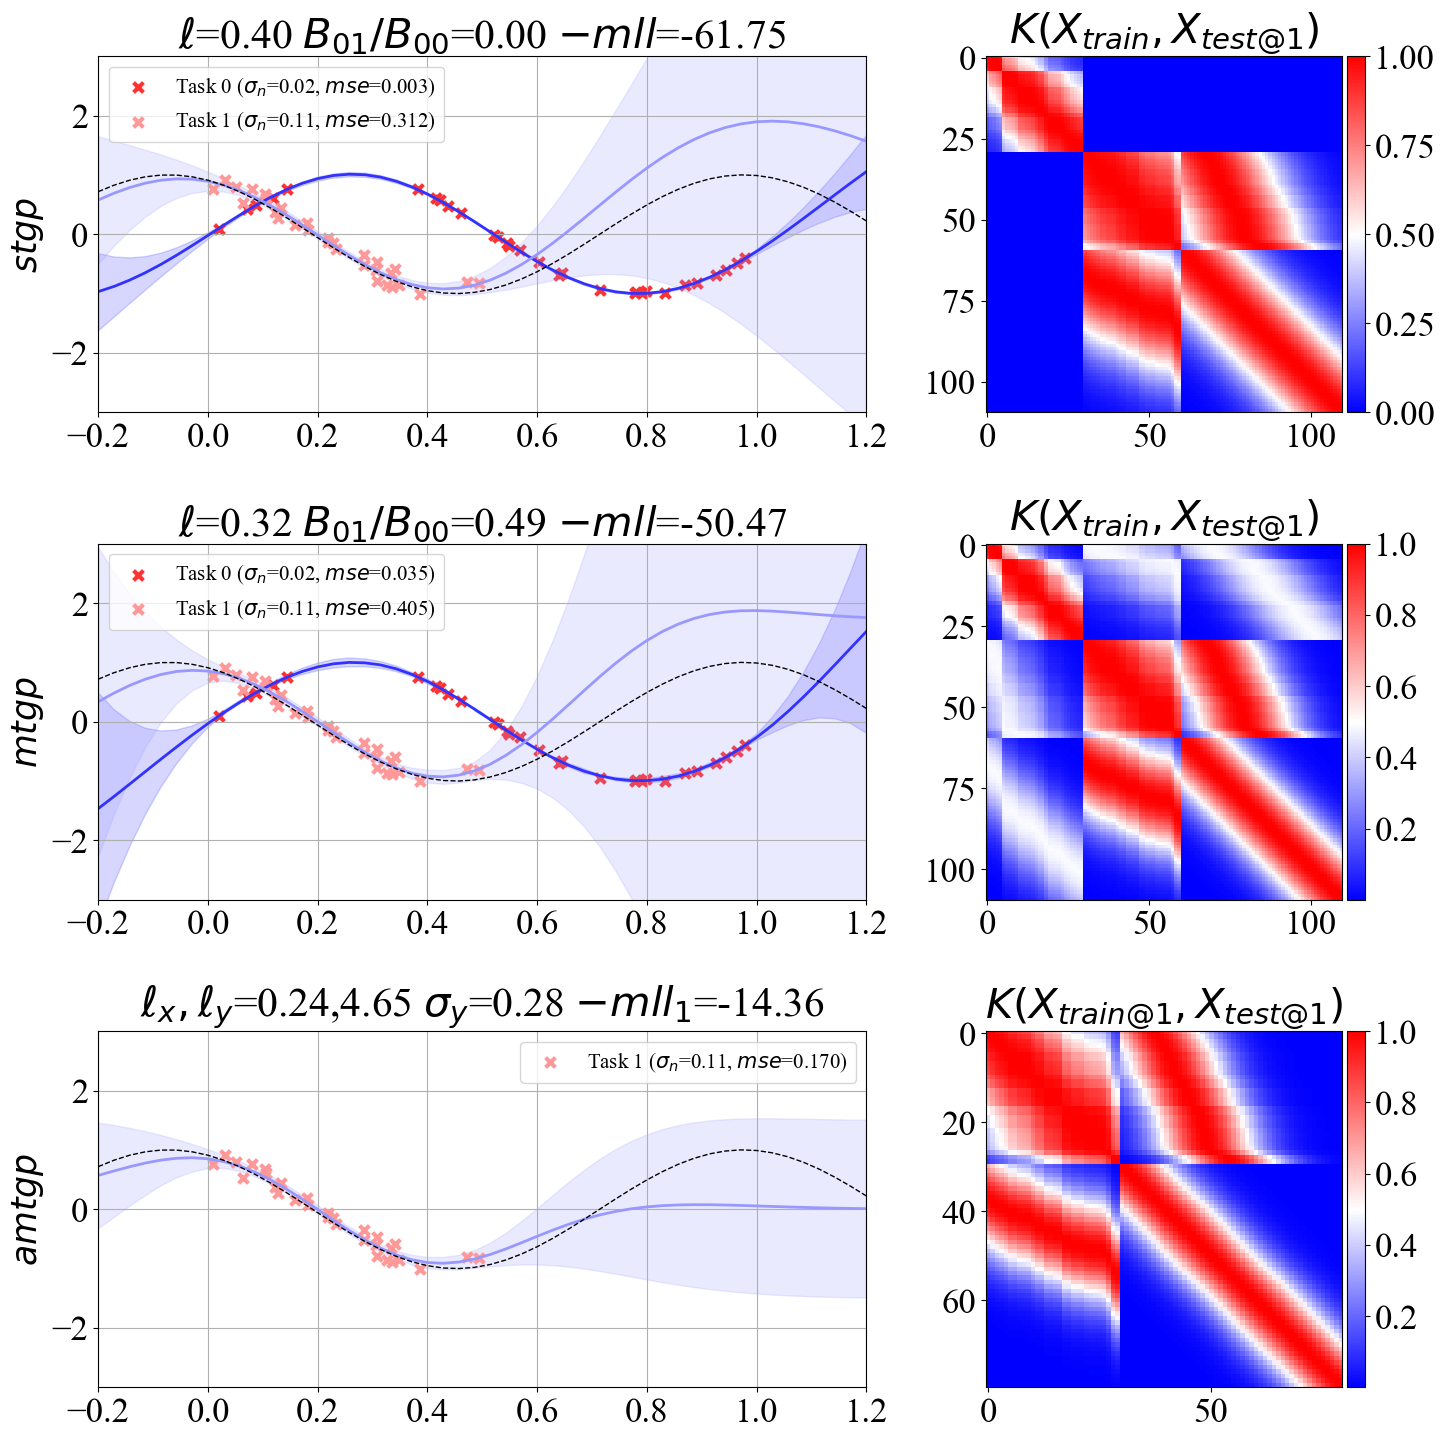 ℓ=0.40 B₀₁/B₀₀=0.00 −mll=-61.75
K(X_train, X_test@1)
Task 0 (σₙ=0.02, mse=0.003)
Task 1 (σₙ=0.11, mse=0.312)
stgp
2
0
−2
−0.2 0.0 0.2 0.4 0.6 0.8 1.0 1.2
0
25
50
75
100
0 50 100
1.00
0.75
0.50
0.25
0.00
ℓ=0.32 B₀₁/B₀₀=0.49 −mll=-50.47
K(X_train, X_test@1)
Task 0 (σₙ=0.02, mse=0.035)
Task 1 (σₙ=0.11, mse=0.405)
mtgp
2
0
−2
−0.2 0.0 0.2 0.4 0.6 0.8 1.0 1.2
0
25
50
75
100
0 50 100
1.0
0.8
0.6
0.4
0.2
ℓₓ, ℓ_y=0.24,4.65 σ_y=0.28 −mll₁=-14.36
K(X_train@1, X_test@1)
Task 1 (σₙ=0.11, mse=0.170)
amtgp
2
0
−2
−0.2 0.0 0.2 0.4 0.6 0.8 1.0 1.2
0
20
40
60
0 50
1.0
0.8
0.6
0.4
0.2